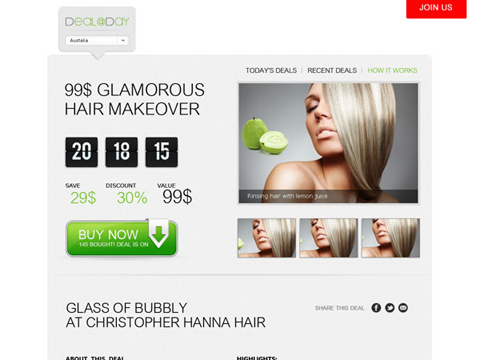 JOIN US
DEAL@DAY
Australia
TODAY'S DEALS | RECENT DEALS | HOW IT WORKS
99$ GLAMOROUS
HAIR MAKEOVER
20 18 15
SAVE DISCOUNT VALUE
29$ 30% 99$
Rinsing hair with lemon juice
BUY NOW
145 BOUGHT! DEAL IS ON
GLASS OF BUBBLY
AT CHRISTOPHER HANNA HAIR
SHARE THIS DEAL
ABOUT THIS DEAL
HIGHLIGHTS: